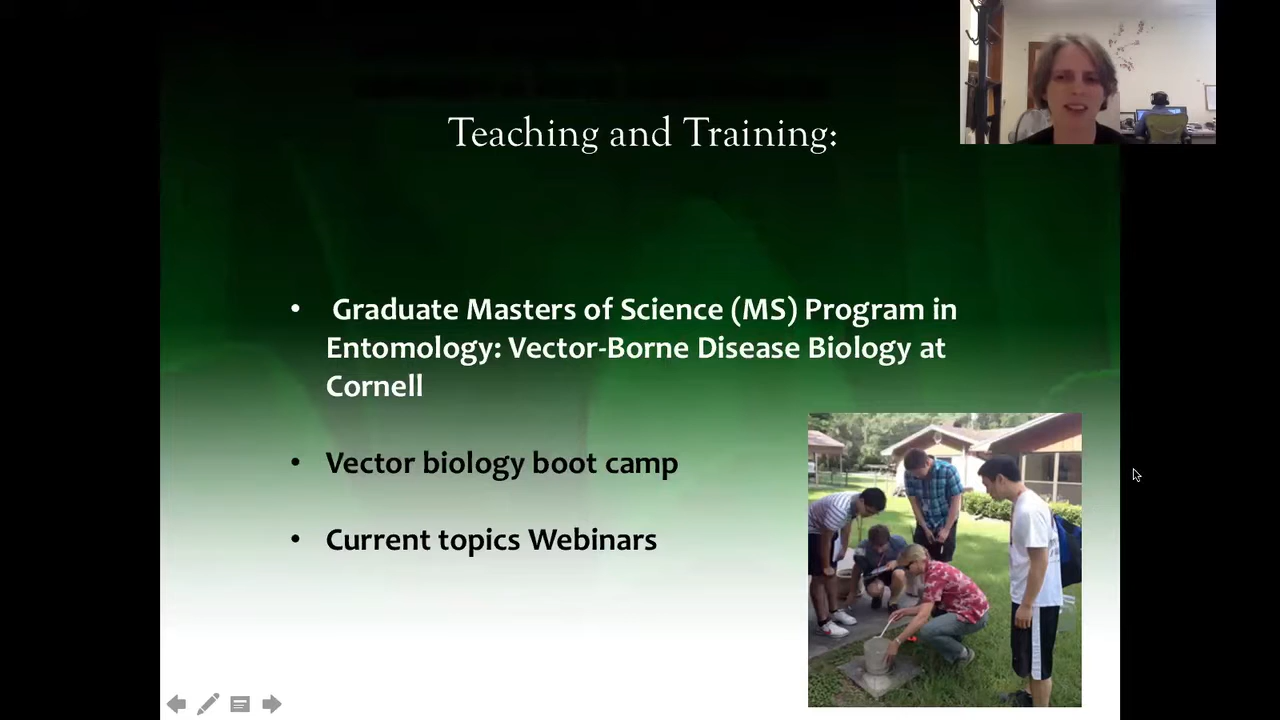 Teaching and Training:
• Graduate Masters of Science (MS) Program in
Entomology: Vector-Borne Disease Biology at
Cornell
• Vector biology boot camp
• Current topics Webinars